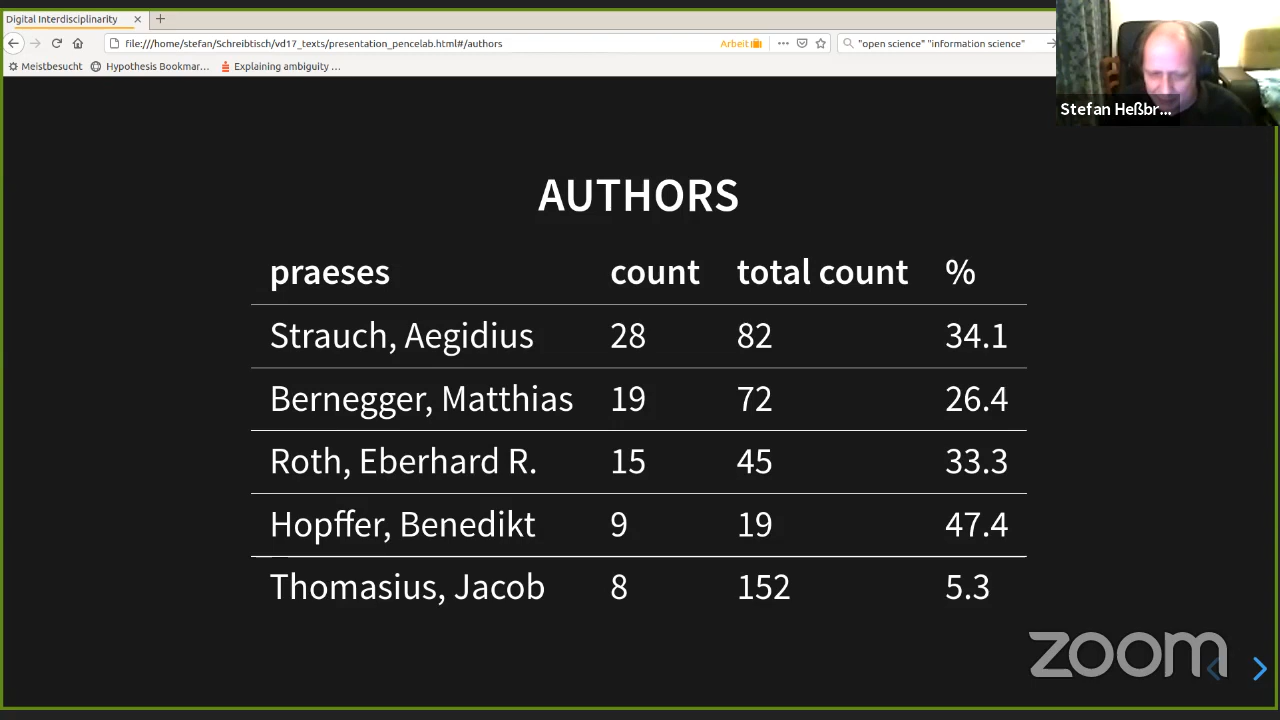 Digital Interdisciplinarity
file:///home/stefan/Schreibtisch/vd17_texts/presentation_pencelab.html#/authors
Arbeit
"open science" "information science"
Meistbesucht
Hypothesis Bookmar...
Explaining ambiguity ...
Stefan Heßbr...
AUTHORS
praeses count total count %
Strauch, Aegidius 28 82 34.1
Bernegger, Matthias 19 72 26.4
Roth, Eberhard R. 15 45 33.3
Hopffer, Benedikt 9 19 47.4
Thomasius, Jacob 8 152 5.3
zoom